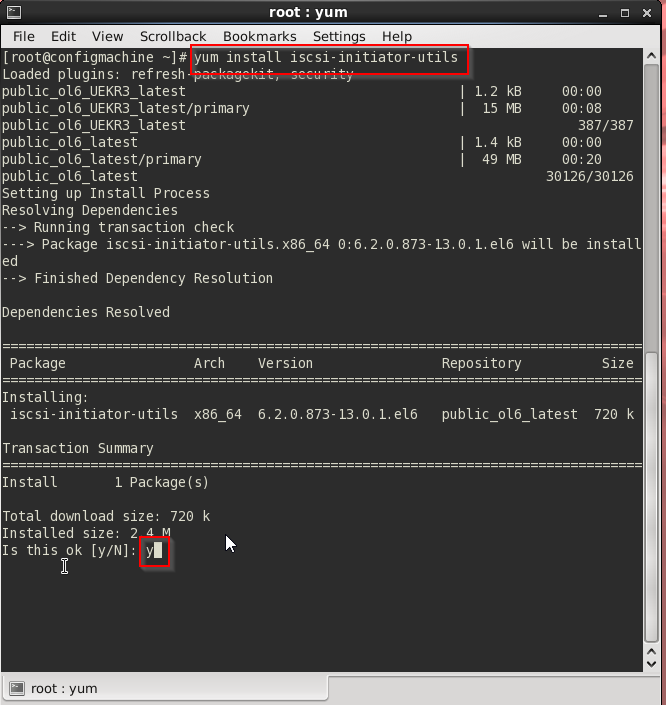 root : yum
File Edit View Scrollback Bookmarks Settings Help
[root@configmachine ~]# yum install iscsi-initiator-utils
Loaded plugins: refresh-packagekit, security
public_ol6_UEKR3_latest | 1.2 kB 00:00
public_ol6_UEKR3_latest/primary | 15 MB 00:08
public_ol6_UEKR3_latest 387/387
public_ol6_latest | 1.4 kB 00:00
public_ol6_latest/primary | 49 MB 00:20
public_ol6_latest 30126/30126
Setting up Install Process
Resolving Dependencies
--> Running transaction check
---> Package iscsi-initiator-utils.x86_64 0:6.2.0.873-13.0.1.el6 will be install
ed
--> Finished Dependency Resolution
Dependencies Resolved
================================================================================
Package Arch Version Repository Size
================================================================================
Installing:
iscsi-initiator-utils x86_64 6.2.0.873-13.0.1.el6 public_ol6_latest 720 k
Transaction Summary
================================================================================
Install 1 Package(s)
Total download size: 720 k
Installed size: 2.4 M
Is this ok [y/N]: y
root : yum